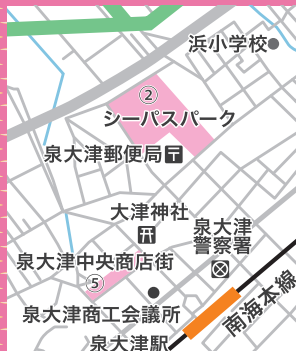 浜小学校
②
シーパスパーク
泉大津郵便局
大津神社
泉大津
警察署
泉大津中央商店街
⑤
泉大津商工会議所
南海本線
泉大津駅